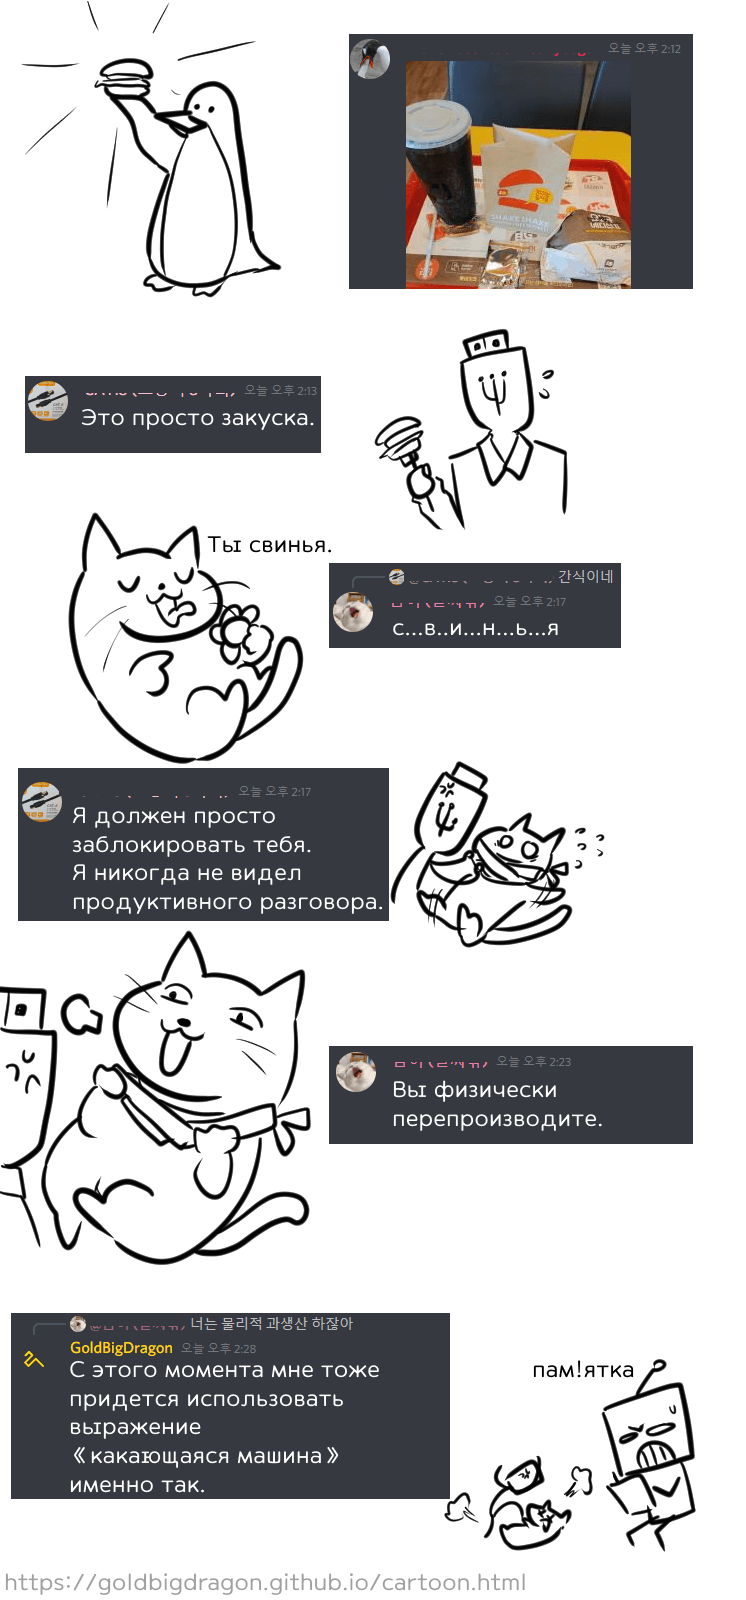 오늘 오후 2:12
SHAKE SHAKE
오늘 오후 2:13
Это просто закуска.
Ты свинья.
간식이네
오늘 오후 2:17
с...в..и...н...ь...я
오늘 오후 2:17
Я должен просто
заблокировать тебя.
Я никогда не видел
продуктивного разговора.
오늘 오후 2:23
Вы физически
перепроизводите.
너는 물리적 과생산 하잖아
GoldBigDragon 오늘 오후 2:28
С этого момента мне тоже
придется использовать
выражение
《какающаяся машина》
именно так.
пам!ятка
https://goldbigdragon.github.io/cartoon.html